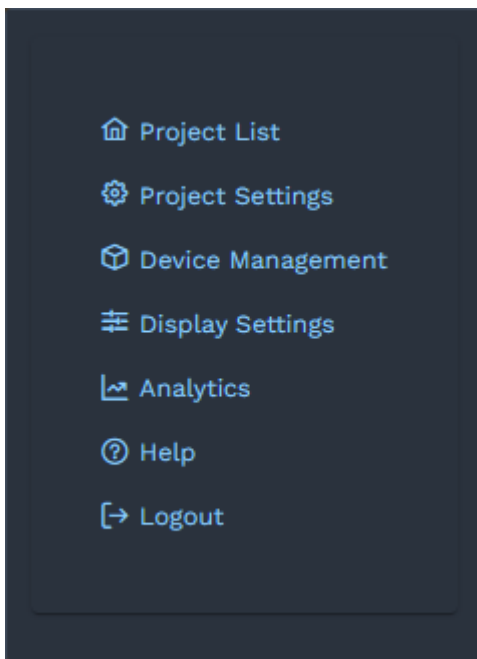 Project List
Project Settings
Device Management
Display Settings
Analytics
Help
Logout